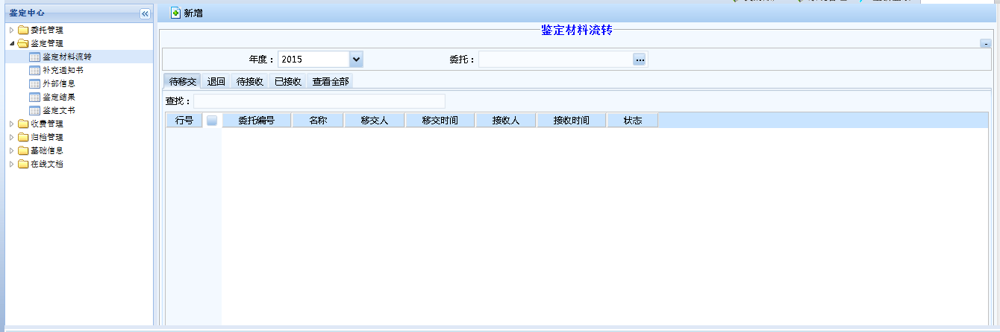 鉴定中心
委托管理
鉴定管理
鉴定材料流转
补充通知书
外部信息
鉴定结果
鉴定文书
收费管理
归档管理
基础信息
在线文档
新增
鉴定材料流转
年度： 2015 委托： ...
待移交 退回 待接收 已接收 查看全部
查找：
行号 委托编号 名称 移交人 移交时间 接收人 接收时间 状态